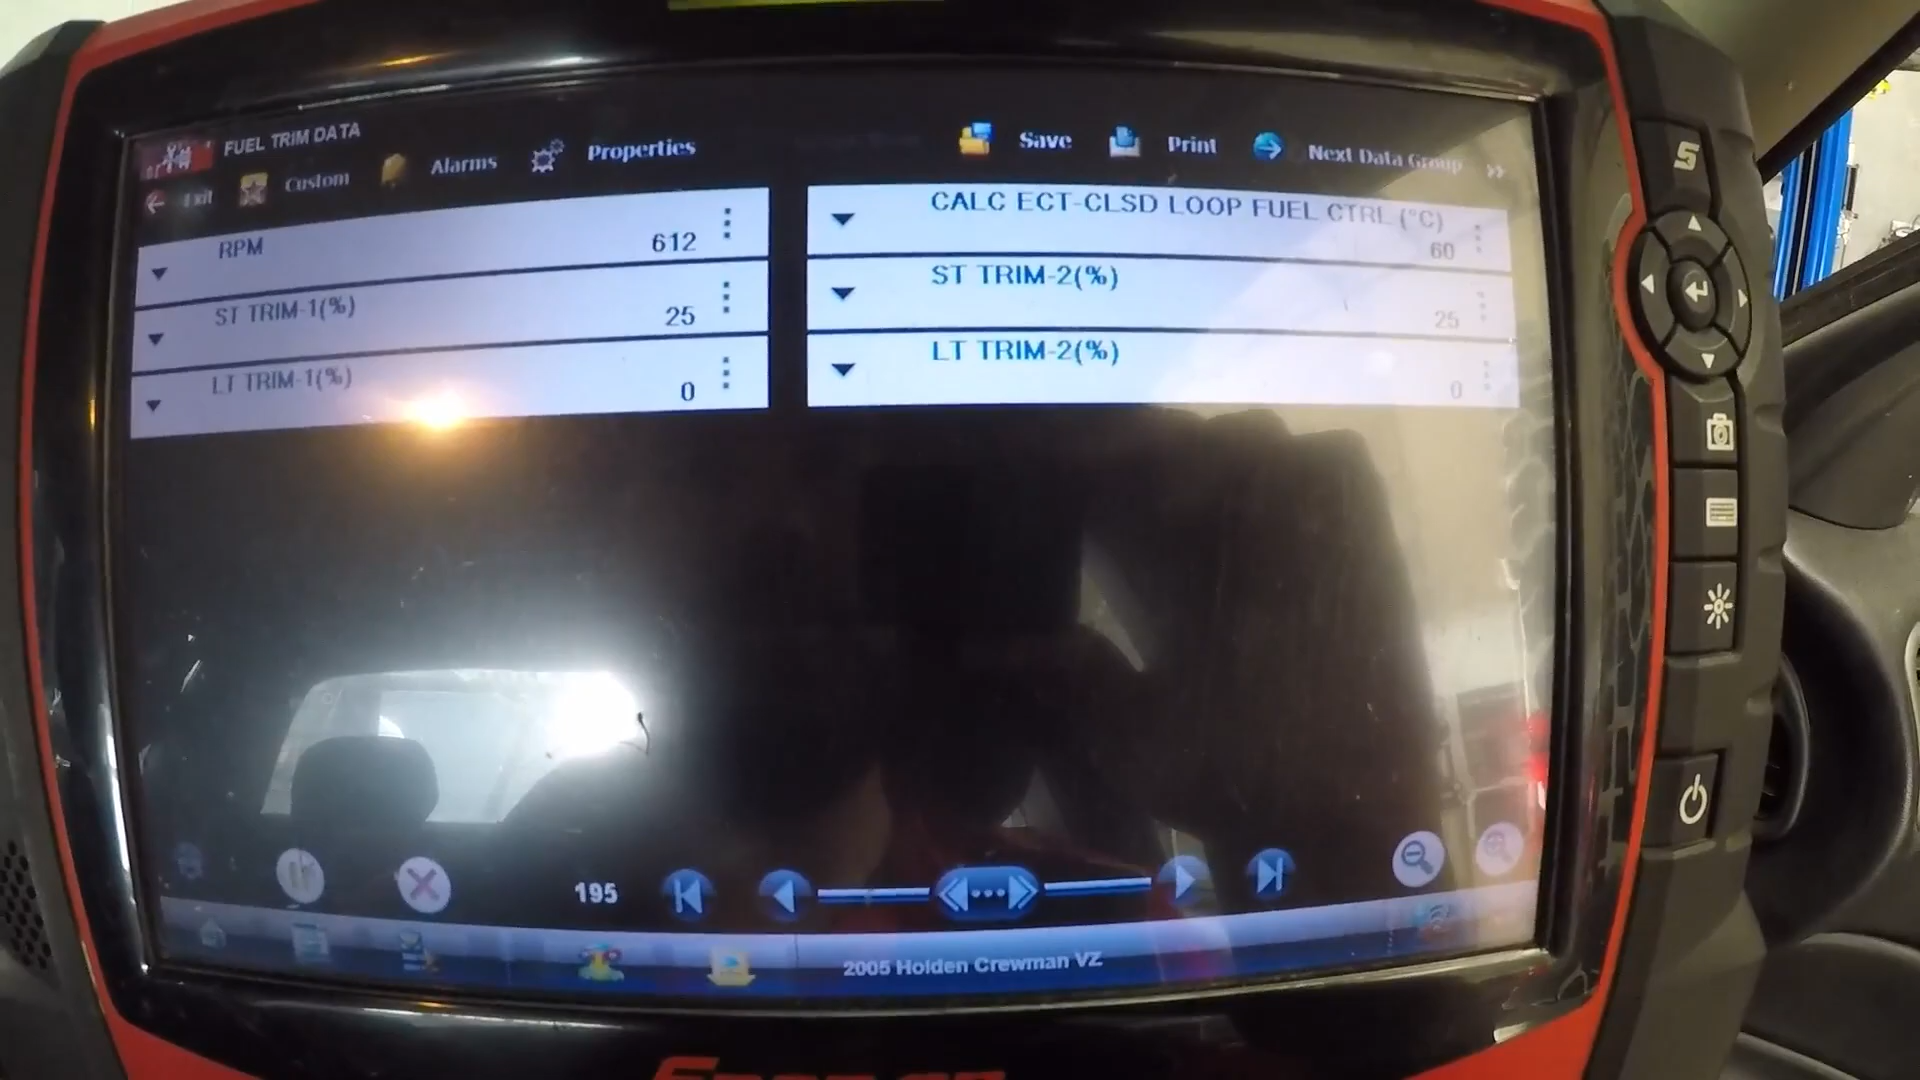 FUEL TRIM DATA
Exit
Custom
Alarms
Properties
Save
Print
Next Data Group
RPM
612
ST TRIM-1(%)
25
LT TRIM-1(%)
0
CALC ECT-CLSD LOOP FUEL CTRL (°C)
60
ST TRIM-2(%)
25
LT TRIM-2(%)
0
195
2005 Holden Crewman VZ
S